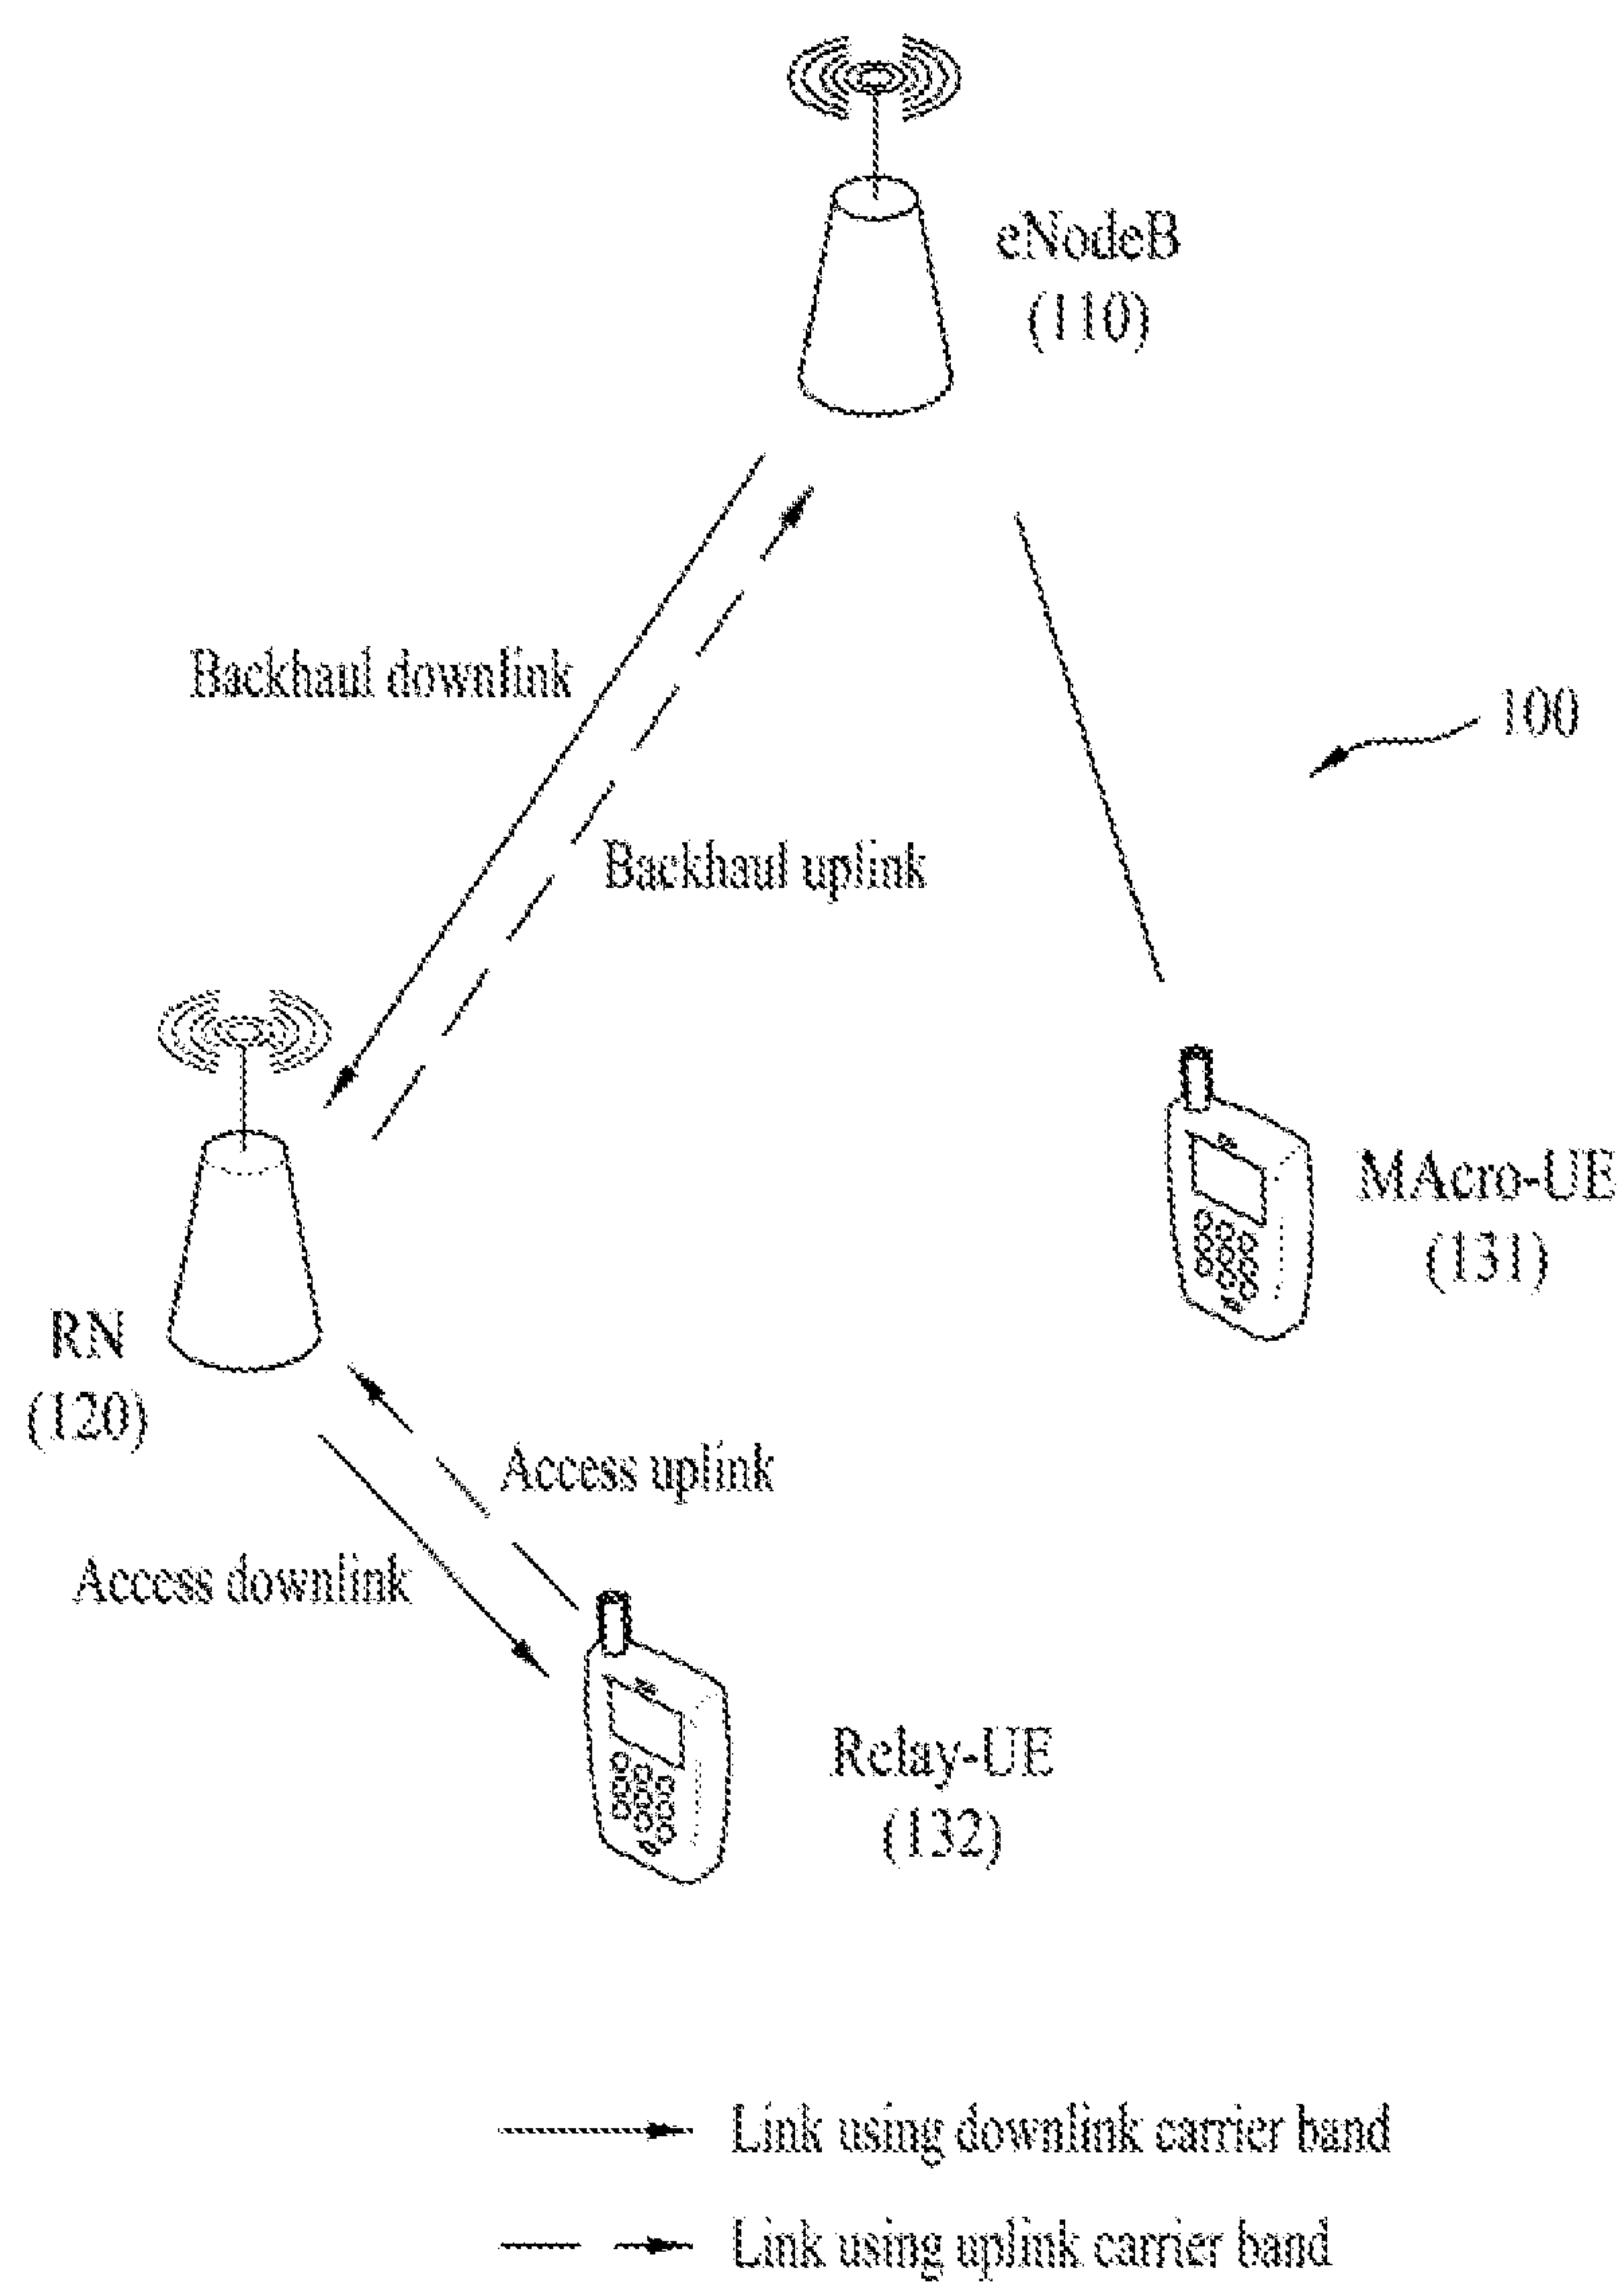 eNodeB
(110)
Backhaul downlink
100
Backhaul uplink
MAcro-UE
(131)
RN
(120)
Access uplink
Access downlink
Relay-UE
(132)
Link using downlink carrier band
Link using uplink carrier band